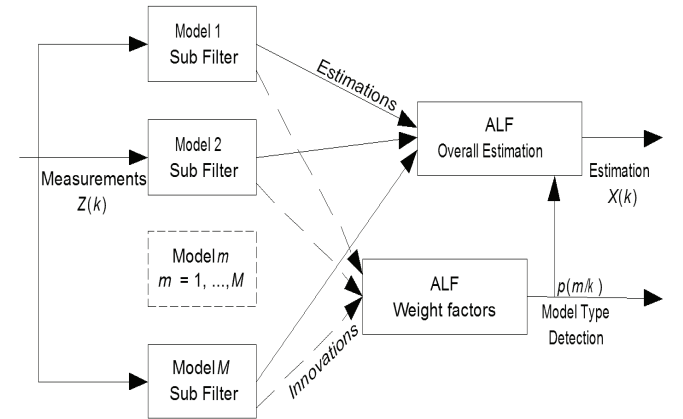 Model 1
Sub Filter
Estimations
ALF
Overall Estimation
Model 2
Sub Filter
Measurements
Z(k)
Estimation
X(k)
Model m
m = 1, ...,M
ALF
Weight factors
p(m/k)
Model Type
Detection
Innovations
Model M
Sub Filter